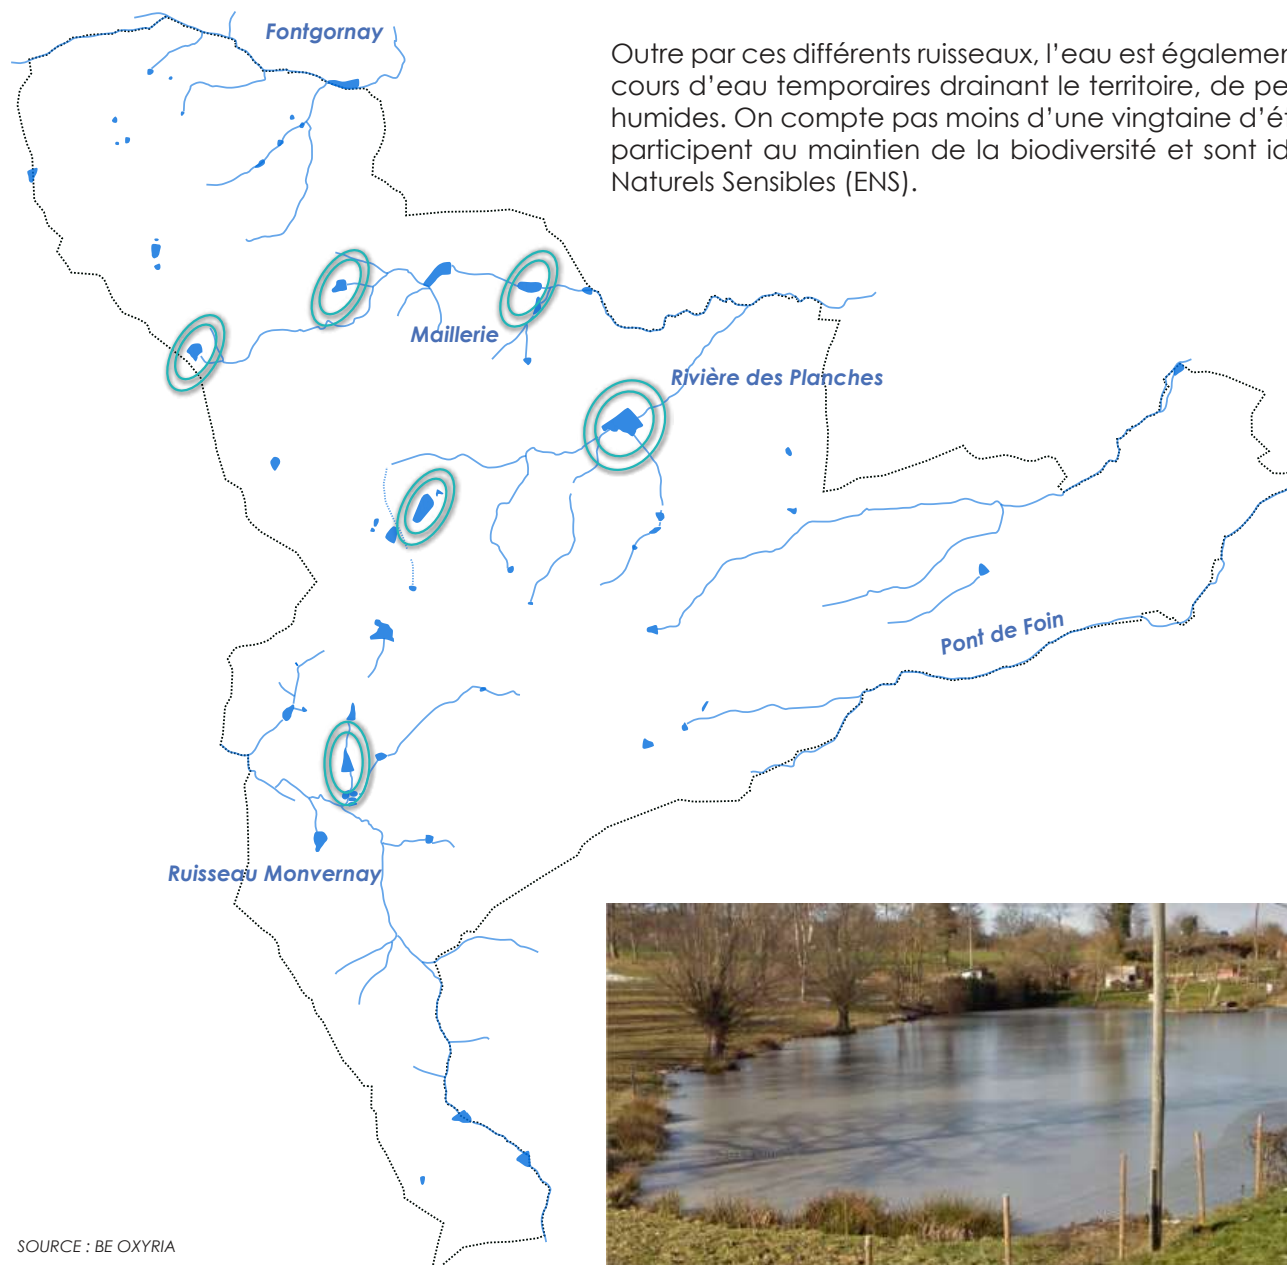 Fontgornay
Outre par ces différents ruisseaux, l'eau est également
cours d'eau temporaires drainant le territoire, de pe
humides. On compte pas moins d'une vingtaine d'ét
participent au maintien de la biodiversité et sont id
Naturels Sensibles (ENS).
Maillerie
Rivière des Planches
Pont de Foin
Ruisseau Monvernay
SOURCE : BE OXYRIA